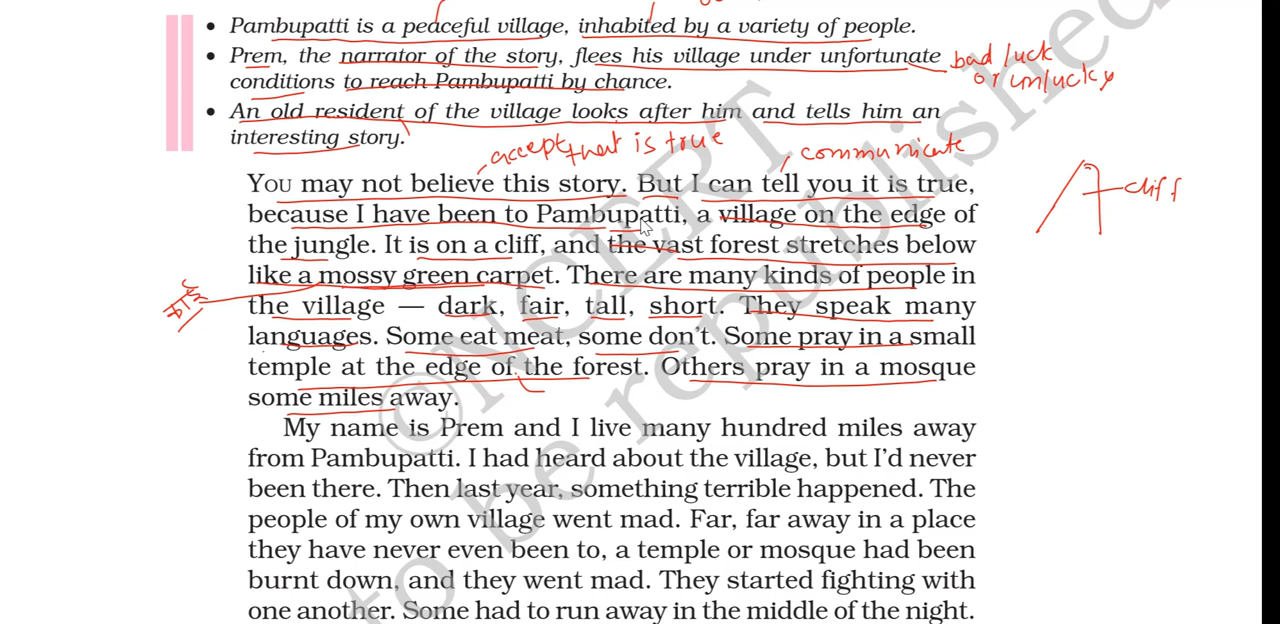 • Pambupatti is a peaceful village, inhabited by a variety of people.
• Prem, the narrator of the story, flees his village under unfortunate bad luck
conditions to reach Pambupatti by chance. or unlucky
• An old resident of the village looks after him and tells him an
interesting story.
accept that is true communicate
YOU may not believe this story. But I can tell you it is true,
cliff
because I have been to Pambupatti, a village on the edge of
the jungle. It is on a cliff, and the vast forest stretches below
like a mossy green carpet. There are many kinds of people in
काई
the village — dark, fair, tall, short. They speak many
languages. Some eat meat, some don't. Some pray in a small
temple at the edge of the forest. Others pray in a mosque
some miles away.
My name is Prem and I live many hundred miles away
from Pambupatti. I had heard about the village, but I'd never
been there. Then last year, something terrible happened. The
people of my own village went mad. Far, far away in a place
they have never even been to, a temple or mosque had been
burnt down, and they went mad. They started fighting with
one another. Some had to run away in the middle of the night.
©NCERT
to be republished